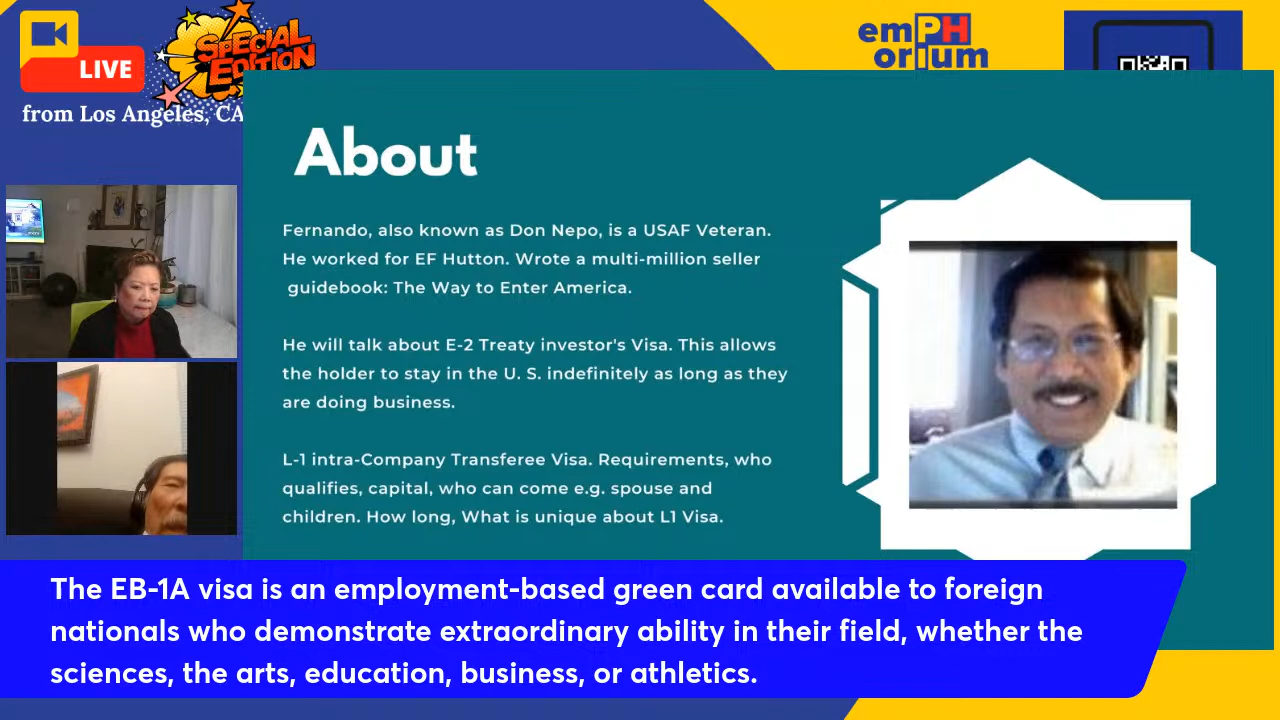 LIVE
SPECIAL
EDITION
from Los Angeles, CA
emPH
orium
About
Fernando, also known as Don Nepo, is a USAF Veteran.
He worked for EF Hutton. Wrote a multi-million seller
guidebook: The Way to Enter America.
He will talk about E-2 Treaty investor's Visa. This allows
the holder to stay in the U. S. indefinitely as long as they
are doing business.
L-1 intra-Company Transferee Visa. Requirements, who
qualifies, capital, who can come e.g. spouse and
children. How long, What is unique about L1 Visa.
The EB-1A visa is an employment-based green card available to foreign
nationals who demonstrate extraordinary ability in their field, whether the
sciences, the arts, education, business, or athletics.